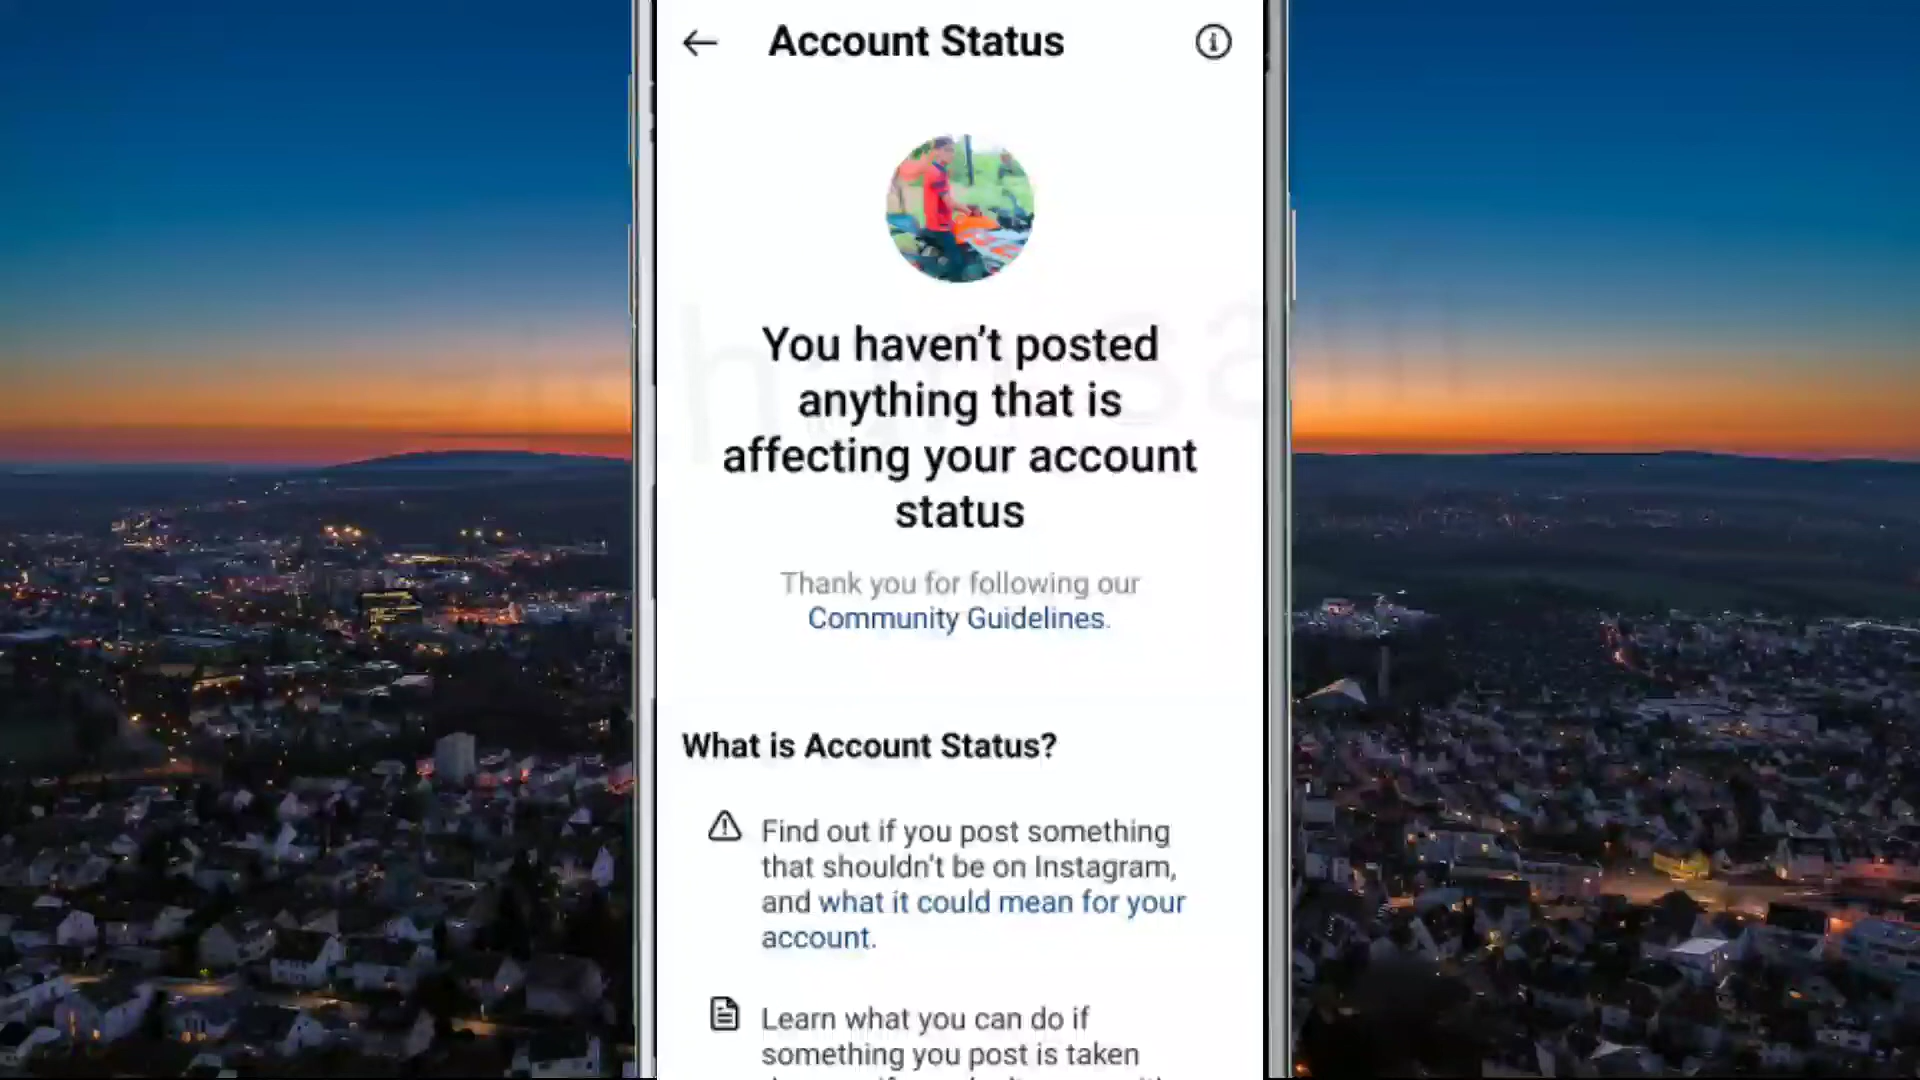 Account Status
You haven't posted
anything that is
affecting your account
status
Thank you for following our
Community Guidelines.
What is Account Status?
Find out if you post something
that shouldn't be on Instagram,
and what it could mean for your
account.
Learn what you can do if
something you post is taken